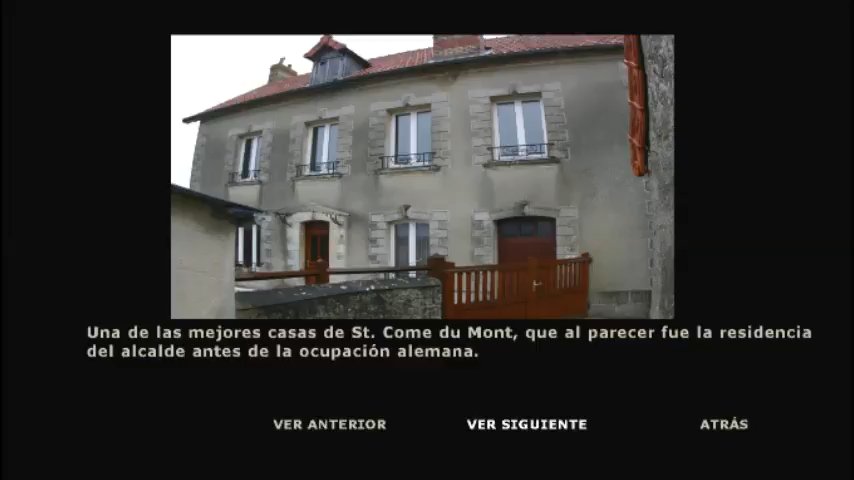 Una de las mejores casas de St. Come du Mont, que al parecer fue la residencia
del alcalde antes de la ocupación alemana.
VER ANTERIOR VER SIGUIENTE ATRÁS